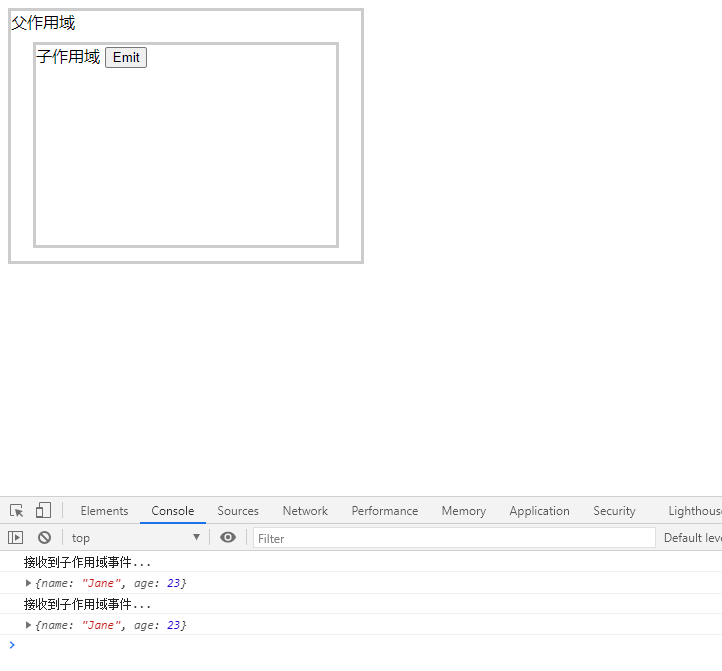 父作用域
子作用域 Emit
Elements Console Sources Network Performance Memory Application Security Lighthous
top Filter Default leve
接收到子作用域事件...
{name: "Jane", age: 23}
接收到子作用域事件...
{name: "Jane", age: 23}